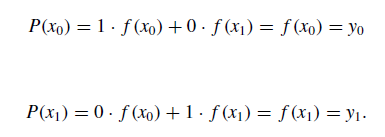 P(x₀) = 1 · f(x₀) + 0 · f(x₁) = f(x₀) = y₀
P(x₁) = 0 · f(x₀) + 1 · f(x₁) = f(x₁) = y₁.